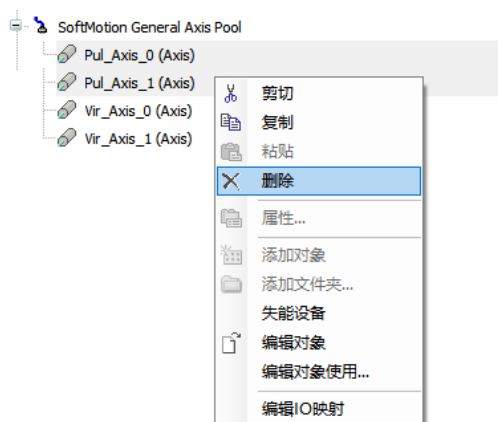 SoftMotion General Axis Pool
Pul_Axis_0 (Axis)
Pul_Axis_1 (Axis)
Vir_Axis_0 (Axis)
Vir_Axis_1 (Axis)
剪切
复制
粘贴
删除
属性...
添加对象
添加文件夹...
失能设备
编辑对象
编辑对象使用...
编辑IO映射